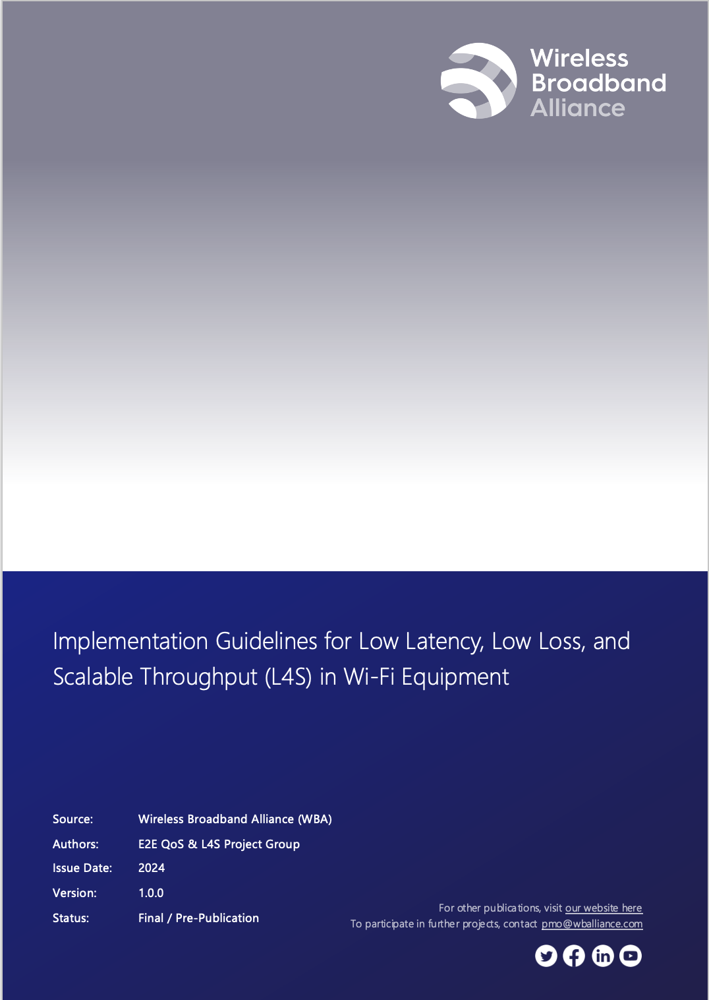 Wireless
Broadband
Alliance
Implementation Guidelines for Low Latency, Low Loss, and
Scalable Throughput (L4S) in Wi-Fi Equipment
Source: Wireless Broadband Alliance (WBA)
Authors: E2E QoS & L4S Project Group
Issue Date: 2024
Version: 1.0.0
Status: Final / Pre-Publication
For other publications, visit our website here
To participate in further projects, contact pmo@wballiance.com